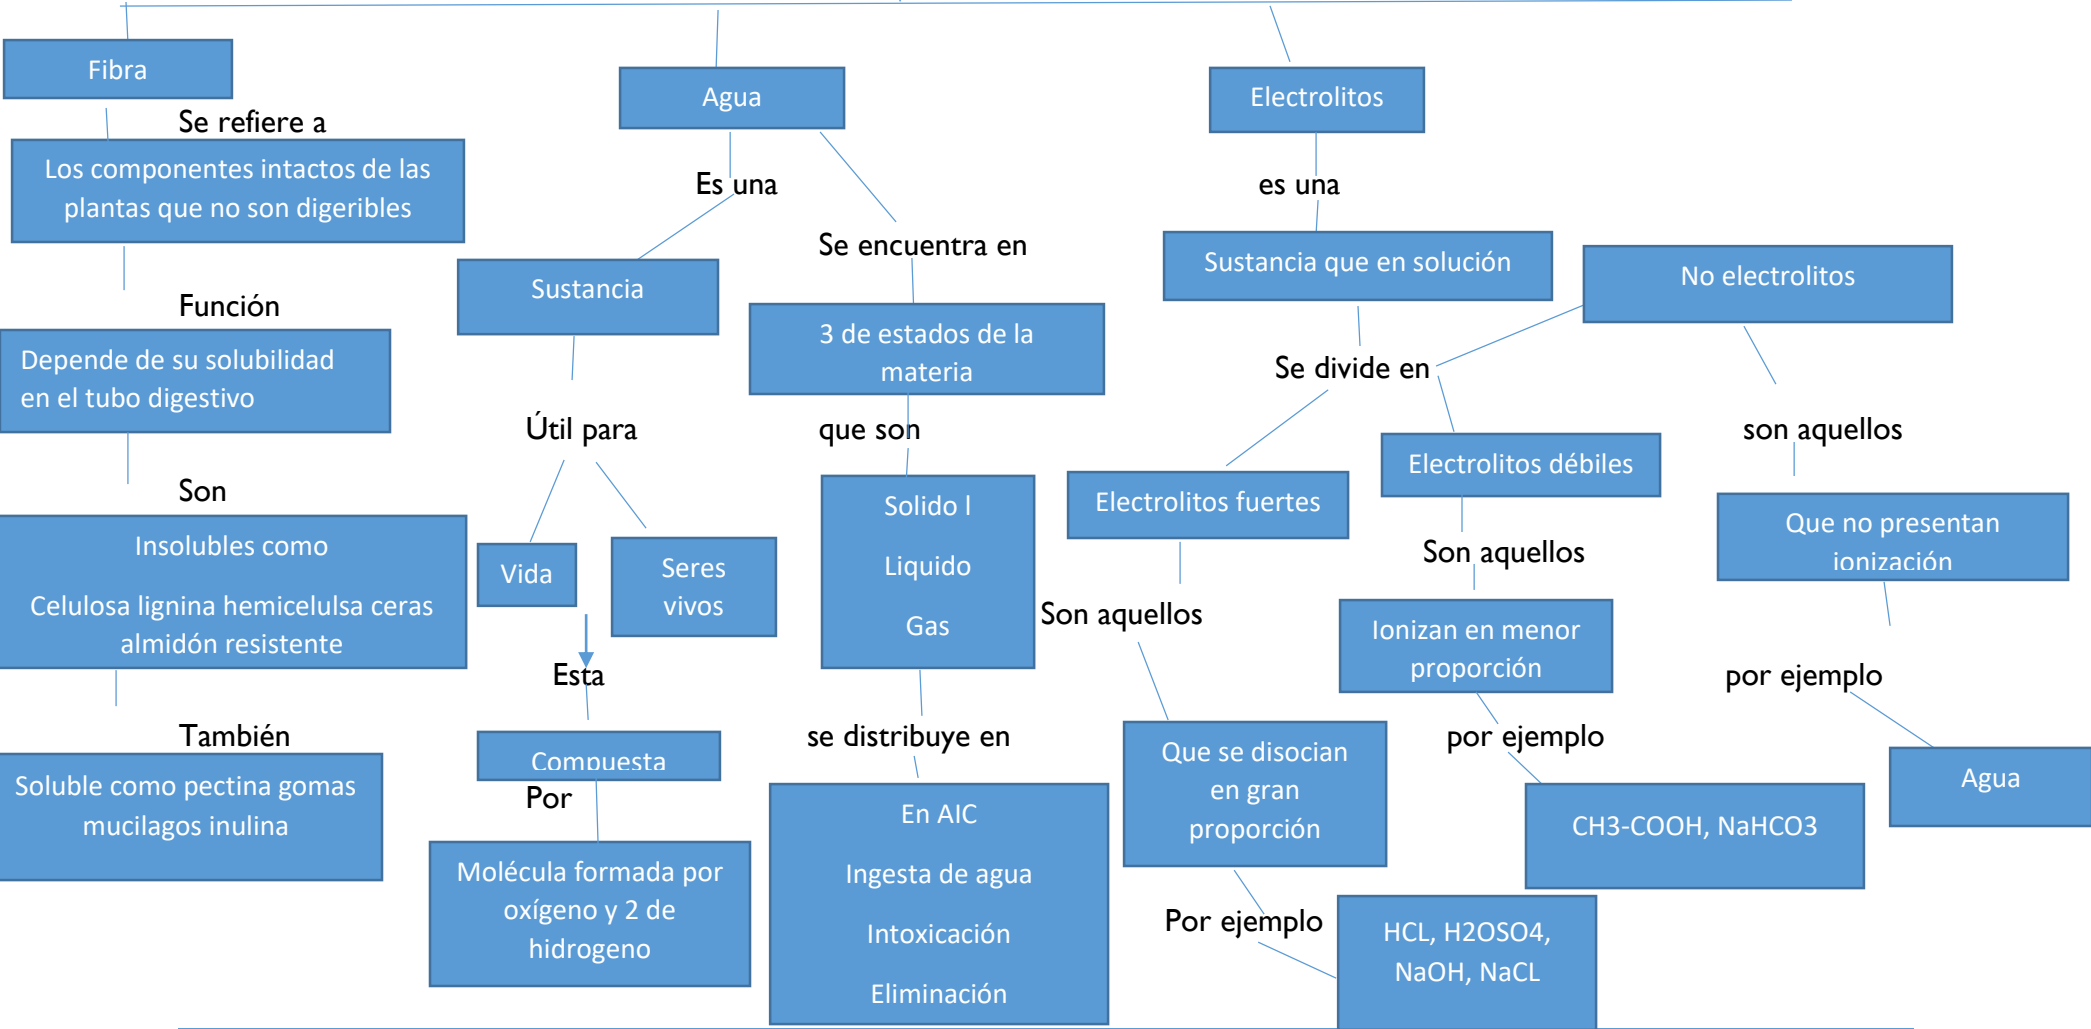 Fibra
Se refiere a
Los componentes intactos de las
plantas que no son digeribles
Función
Depende de su solubilidad
en el tubo digestivo
Son
Insolubles como
Celulosa lignina hemicelulsa ceras
almidón resistente
También
Soluble como pectina gomas
mucilagos inulina
Agua
Es una
Sustancia
Útil para
Vida
Seres
vivos
Esta
Compuesta
Por
Molécula formada por
oxígeno y 2 de
hidrogeno
Se encuentra en
3 de estados de la
materia
que son
Solido l
Liquido
Gas
se distribuye en
En AIC
Ingesta de agua
Intoxicación
Eliminación
Electrolitos
es una
Sustancia que en solución
Se divide en
Electrolitos fuertes
Son aquellos
Que se disocian
en gran
proporción
Por ejemplo
HCL, H2OSO4,
NaOH, NaCL
Electrolitos débiles
Son aquellos
Ionizan en menor
proporción
por ejemplo
CH3-COOH, NaHCO3
No electrolitos
son aquellos
Que no presentan
ionización
por ejemplo
Agua